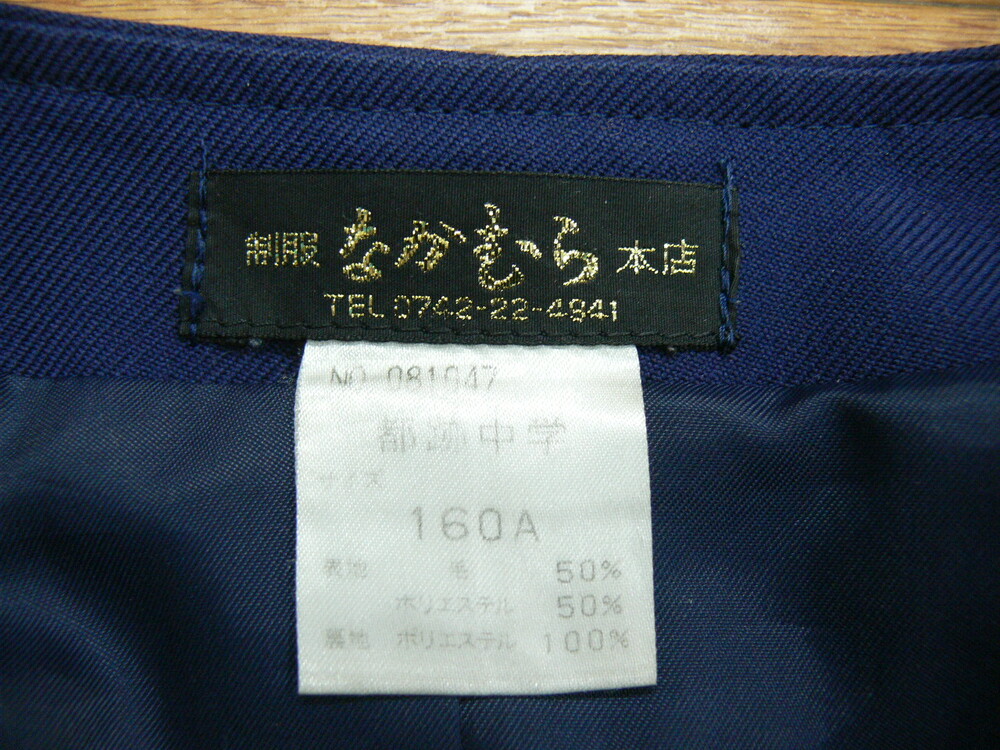 制服 なかむら 本店
TEL 0742-22-4841
NO. 081947
都跡中学
サイズ
160A
表地 毛 50%
ポリエステル 50%
裏地 ポリエステル 100%